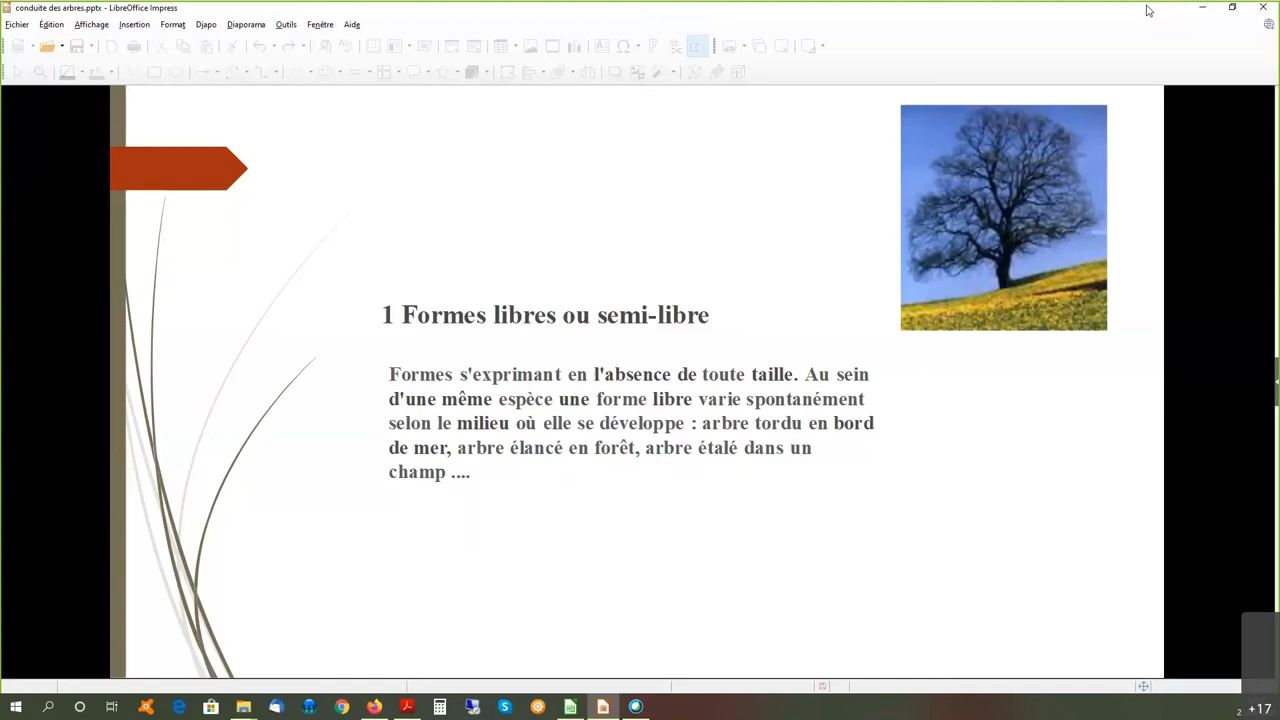 conduite des arbres.pptx - LibreOffice Impress
Fichier Édition Affichage Insertion Format Diapo Diaporama Outils Fenêtre Aide
1 Formes libres ou semi-libre
Formes s'exprimant en l'absence de toute taille. Au sein
d'une même espèce une forme libre varie spontanément
selon le milieu où elle se développe : arbre tordu en bord
de mer, arbre élancé en forêt, arbre étalé dans un
champ ....
2 +17